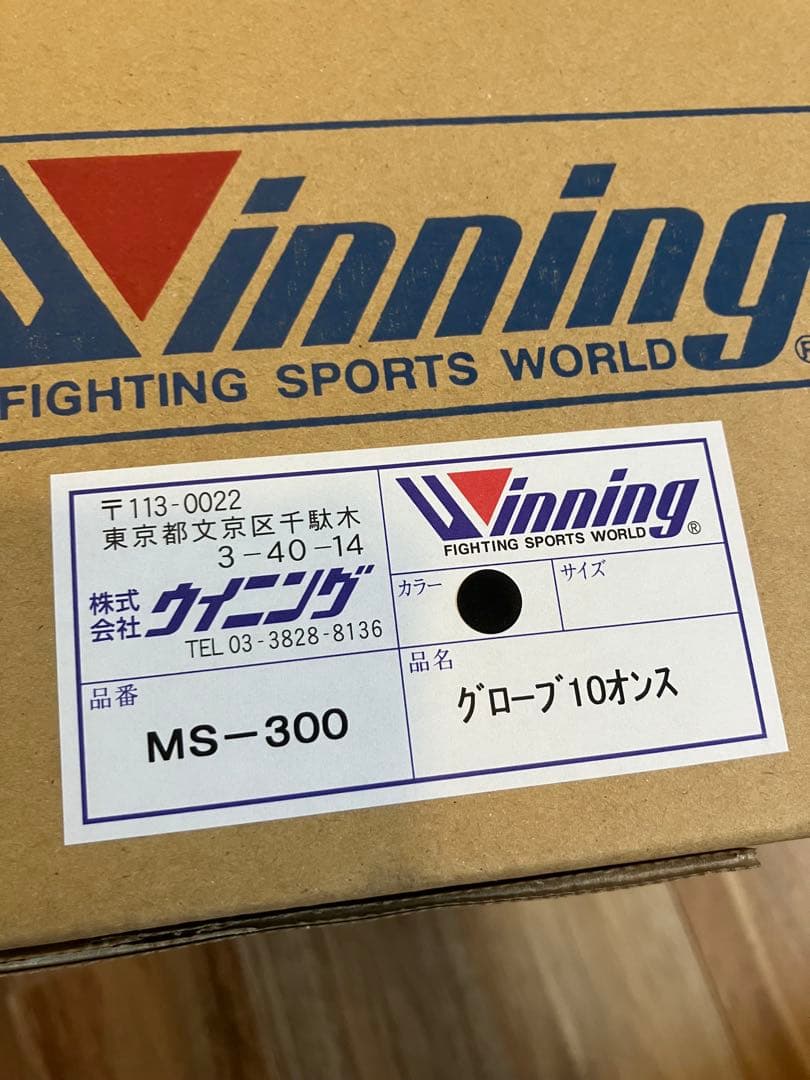 Winning
FIGHTING SPORTS WORLD
®
〒113-0022
東京都文京区千駄木
3-40-14
株式会社 ウイニング
TEL 03-3828-8136
Winning
FIGHTING SPORTS WORLD ®
カラー
サイズ
品番
MS-300
品名
グローブ10オンス